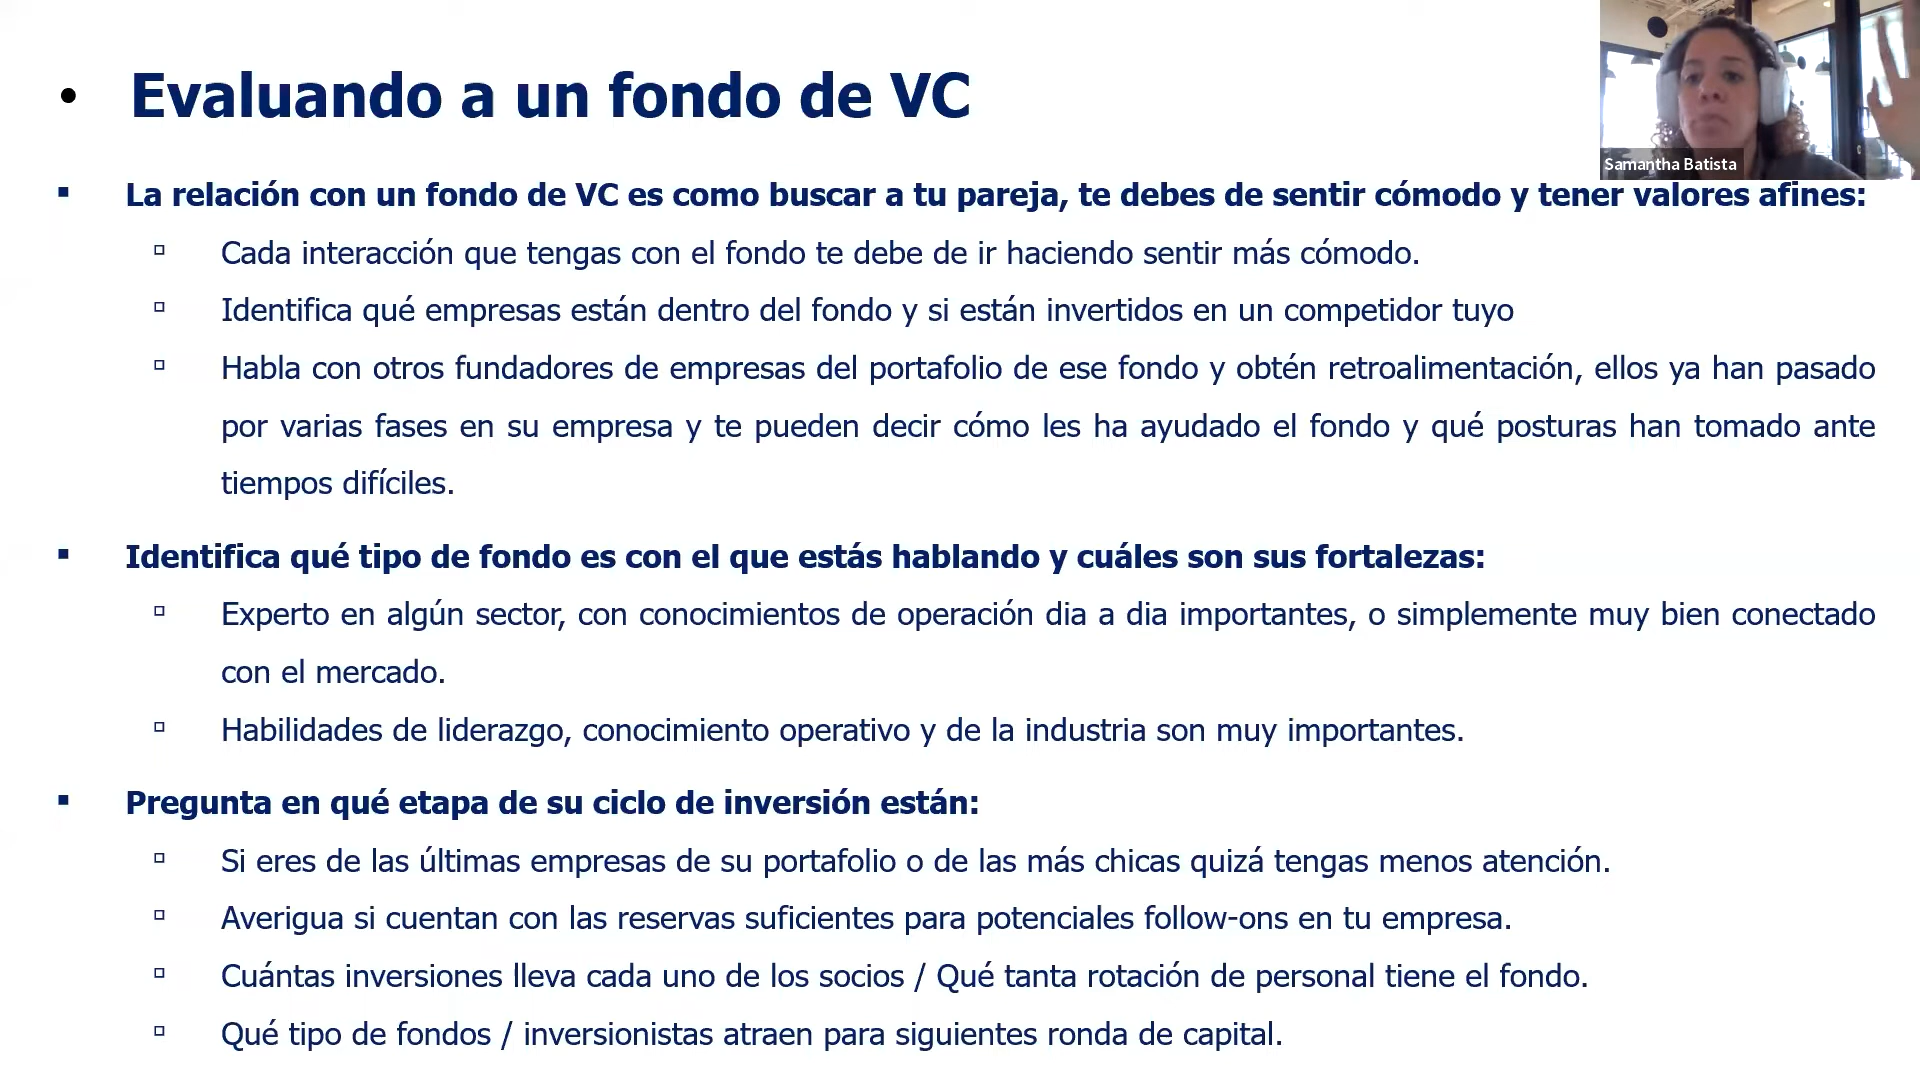 • Evaluando a un fondo de VC
Samantha Batista
▪ La relación con un fondo de VC es como buscar a tu pareja, te debes de sentir cómodo y tener valores afines:
▫ Cada interacción que tengas con el fondo te debe de ir haciendo sentir más cómodo.
▫ Identifica qué empresas están dentro del fondo y si están invertidos en un competidor tuyo
▫ Habla con otros fundadores de empresas del portafolio de ese fondo y obtén retroalimentación, ellos ya han pasado
por varias fases en su empresa y te pueden decir cómo les ha ayudado el fondo y qué posturas han tomado ante
tiempos difíciles.
▪ Identifica qué tipo de fondo es con el que estás hablando y cuáles son sus fortalezas:
▫ Experto en algún sector, con conocimientos de operación dia a dia importantes, o simplemente muy bien conectado
con el mercado.
▫ Habilidades de liderazgo, conocimiento operativo y de la industria son muy importantes.
▪ Pregunta en qué etapa de su ciclo de inversión están:
▫ Si eres de las últimas empresas de su portafolio o de las más chicas quizá tengas menos atención.
▫ Averigua si cuentan con las reservas suficientes para potenciales follow-ons en tu empresa.
▫ Cuántas inversiones lleva cada uno de los socios / Qué tanta rotación de personal tiene el fondo.
▫ Qué tipo de fondos / inversionistas atraen para siguientes ronda de capital.